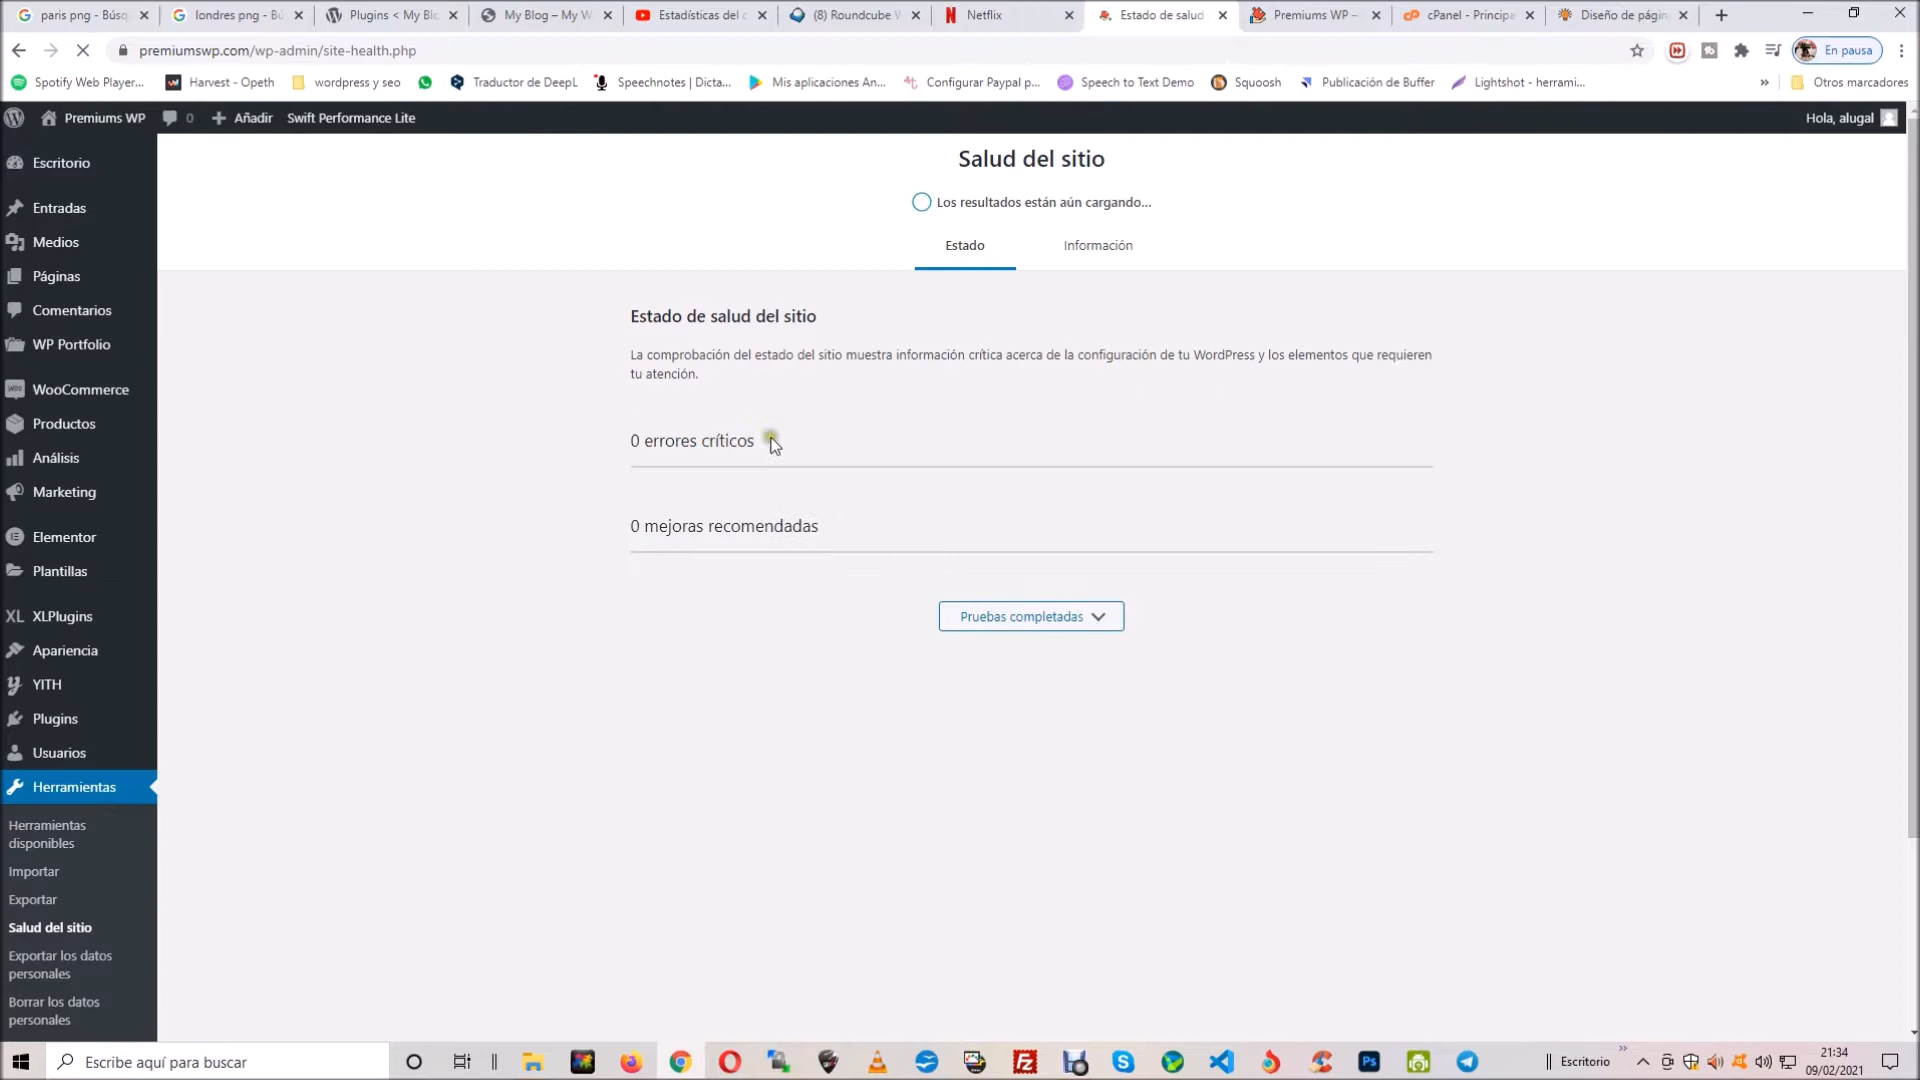 paris png - Bús
londres png - Bú
Plugins < My Bl
My Blog – My W
Estadísticas del c
(8) Roundcube W
Netflix
Estado de salud
Premiums WP –
cPanel - Principa
Diseño de págin
premiumswp.com/wp-admin/site-health.php
En pausa
Spotify Web Player...
Harvest - Opeth
wordpress y seo
Traductor de DeepL
Speechnotes | Dicta...
Mis aplicaciones An...
Configurar Paypal p...
Speech to Text Demo
Squoosh
Publicación de Buffer
Lightshot - herrami...
»
Otros marcadores
Premiums WP
0
Añadir
Swift Performance Lite
Hola, alugal
Escritorio
Entradas
Medios
Páginas
Comentarios
WP Portfolio
WooCommerce
Productos
Análisis
Marketing
Elementor
Plantillas
XL XLPlugins
Apariencia
YITH
Plugins
Usuarios
Herramientas
Herramientas
disponibles
Importar
Exportar
Salud del sitio
Exportar los datos
personales
Borrar los datos
personales
Salud del sitio
Los resultados están aún cargando...
Estado
Información
Estado de salud del sitio
La comprobación del estado del sitio muestra información crítica acerca de la configuración de tu WordPress y los elementos que requieren
tu atención.
0 errores críticos
0 mejoras recomendadas
Pruebas completadas
Escribe aquí para buscar
Escritorio
»
21:34
09/02/2021